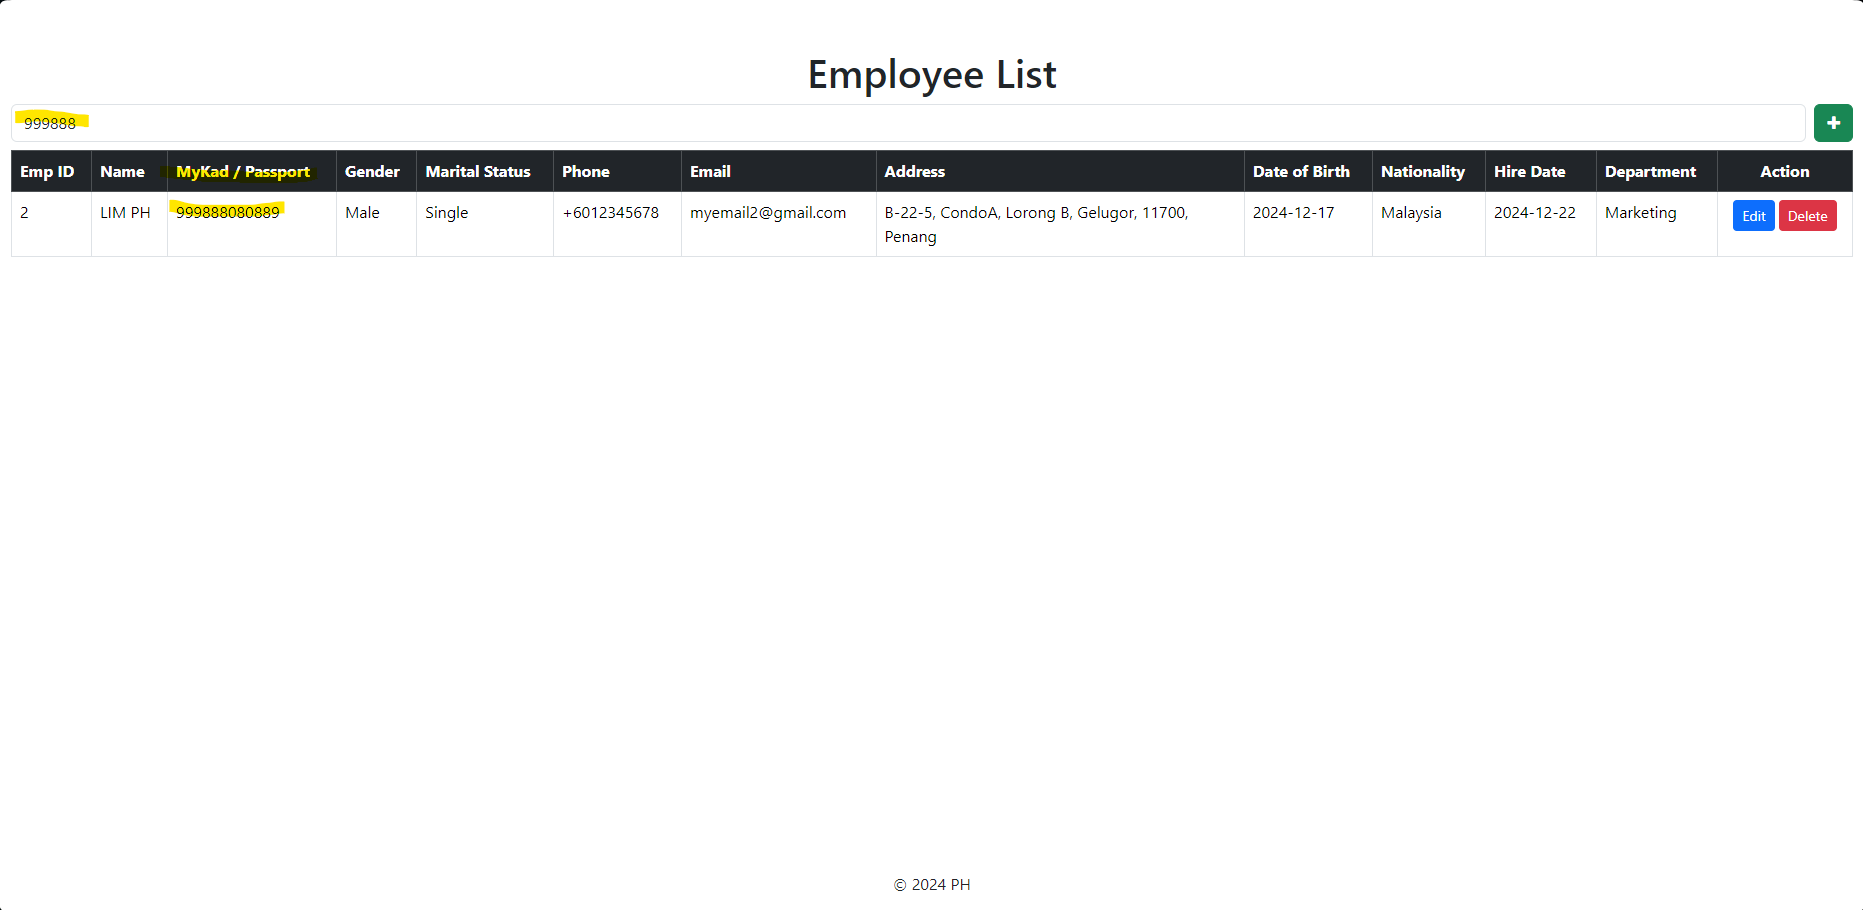 Employee List
999888
+
Emp ID Name MyKad / Passport Gender Marital Status Phone Email Address Date of Birth Nationality Hire Date Department Action
2 LIM PH 999888080889 Male Single +6012345678 myemail2@gmail.com B-22-5, CondoA, Lorong B, Gelugor, 11700, 2024-12-17 Malaysia 2024-12-22 Marketing Edit Delete
Penang
© 2024 PH